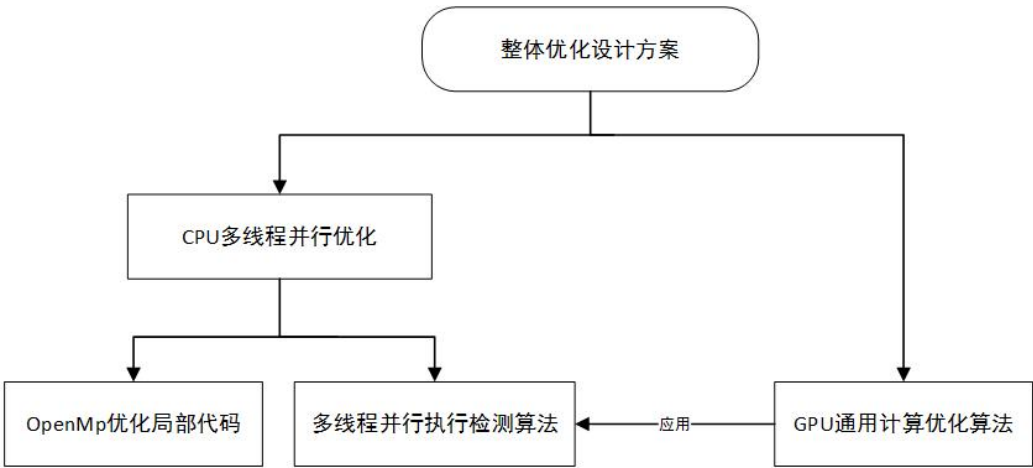 整体优化设计方案
CPU多线程并行优化
OpenMp优化局部代码
多线程并行执行检测算法
应用
GPU通用计算优化算法